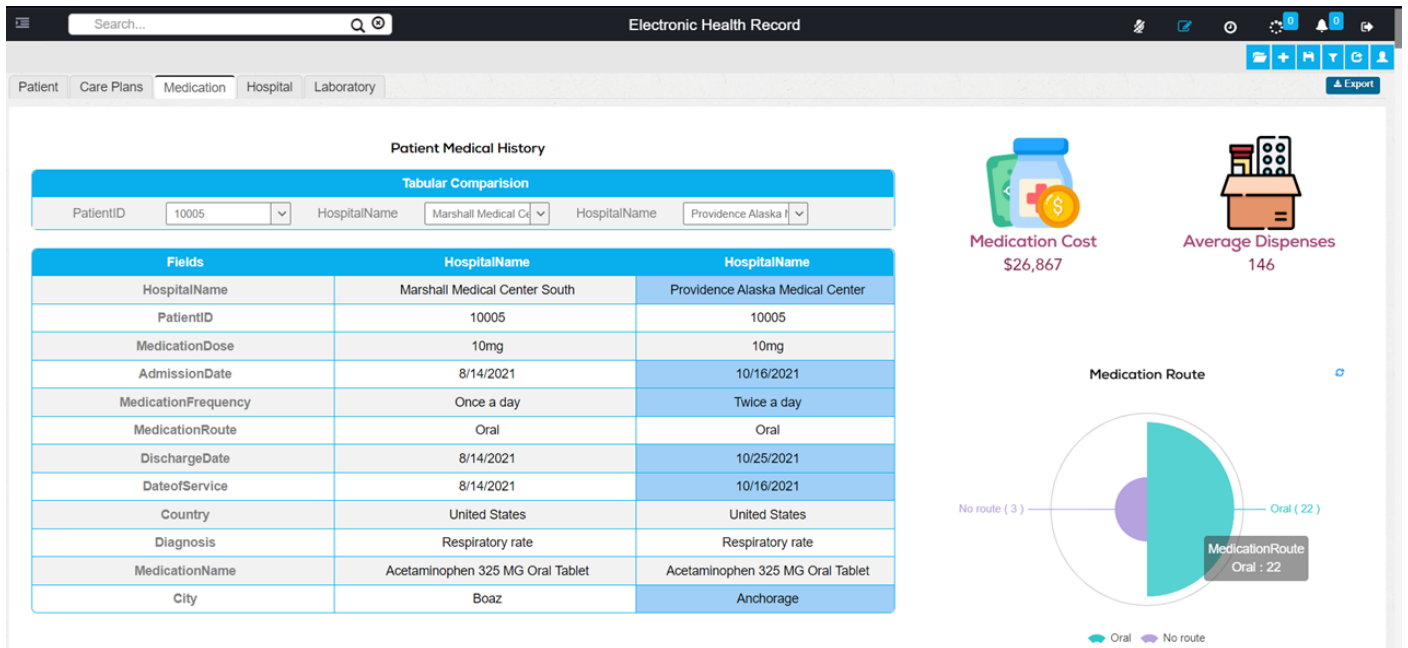 Search...
Electronic Health Record
0
0
Patient Care Plans Medication Hospital Laboratory
Export
Patient Medical History
Tabular Comparision
PatientID 10005 HospitalName Marshall Medical Ce HospitalName Providence Alaska
Fields HospitalName HospitalName
HospitalName Marshall Medical Center South Providence Alaska Medical Center
PatientID 10005 10005
MedicationDose 10mg 10mg
AdmissionDate 8/14/2021 10/16/2021
MedicationFrequency Once a day Twice a day
MedicationRoute Oral Oral
DischargeDate 8/14/2021 10/25/2021
DateofService 8/14/2021 10/16/2021
Country United States United States
Diagnosis Respiratory rate Respiratory rate
MedicationName Acetaminophen 325 MG Oral Tablet Acetaminophen 325 MG Oral Tablet
City Boaz Anchorage
Medication Cost
$26,867
Average Dispenses
146
Medication Route
No route ( 3 )
Oral ( 22 )
MedicationRoute
Oral : 22
Oral No route